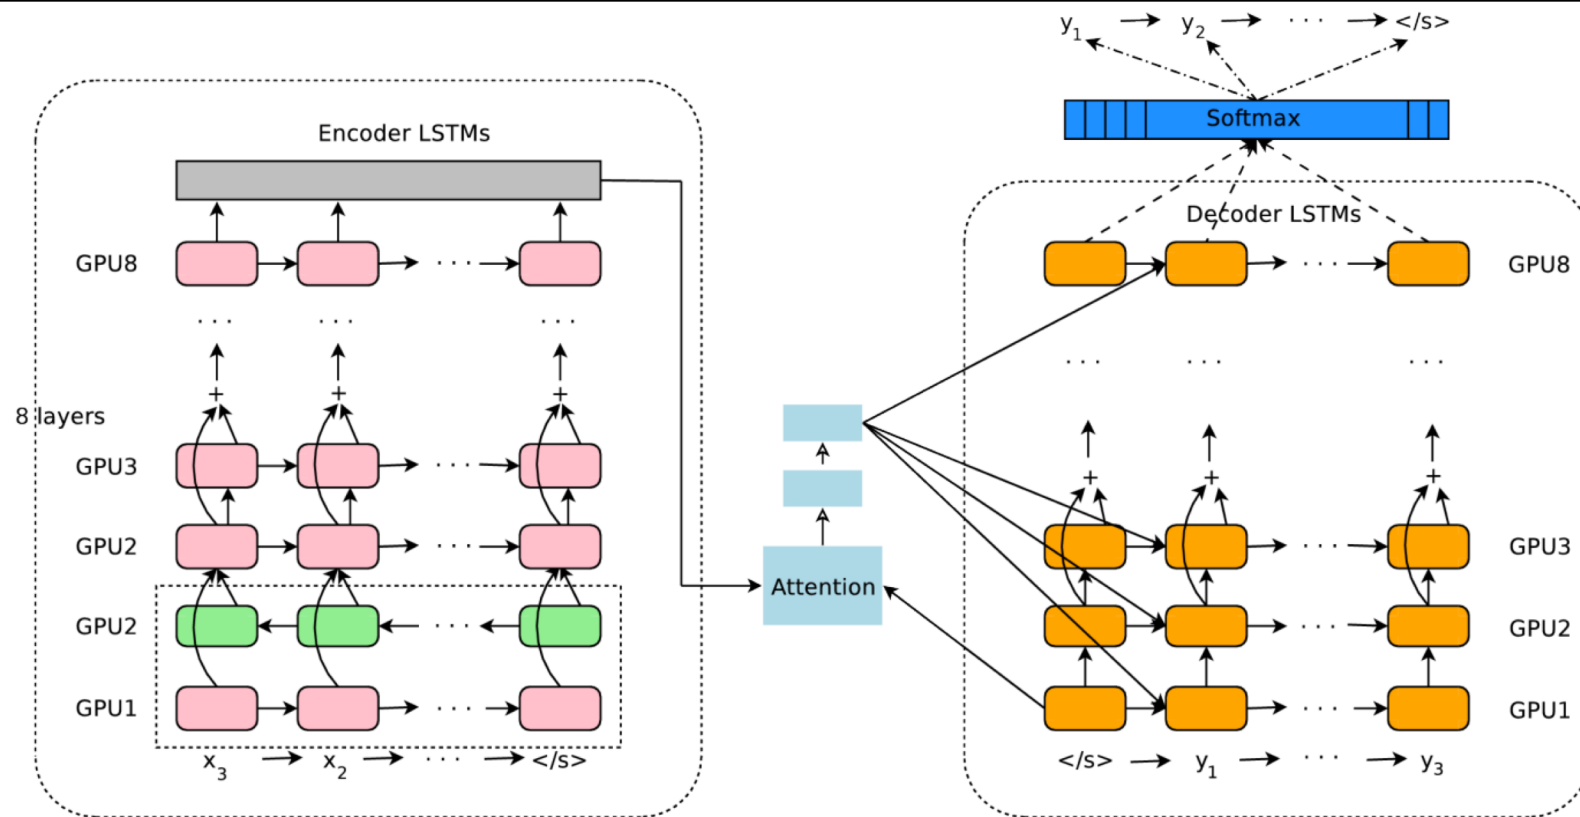 y1 y2 ... </s>
Softmax
Encoder LSTMs
Decoder LSTMs
GPU8 ... GPU8
... ... ...
... ... ...
+ + +
8 layers
GPU3 ...
+ + +
GPU2 ... ... GPU3
Attention
GPU2 ... ... GPU2
GPU1 ... ... GPU1
x3 x2 ... </s>
</s> y1 ... y3